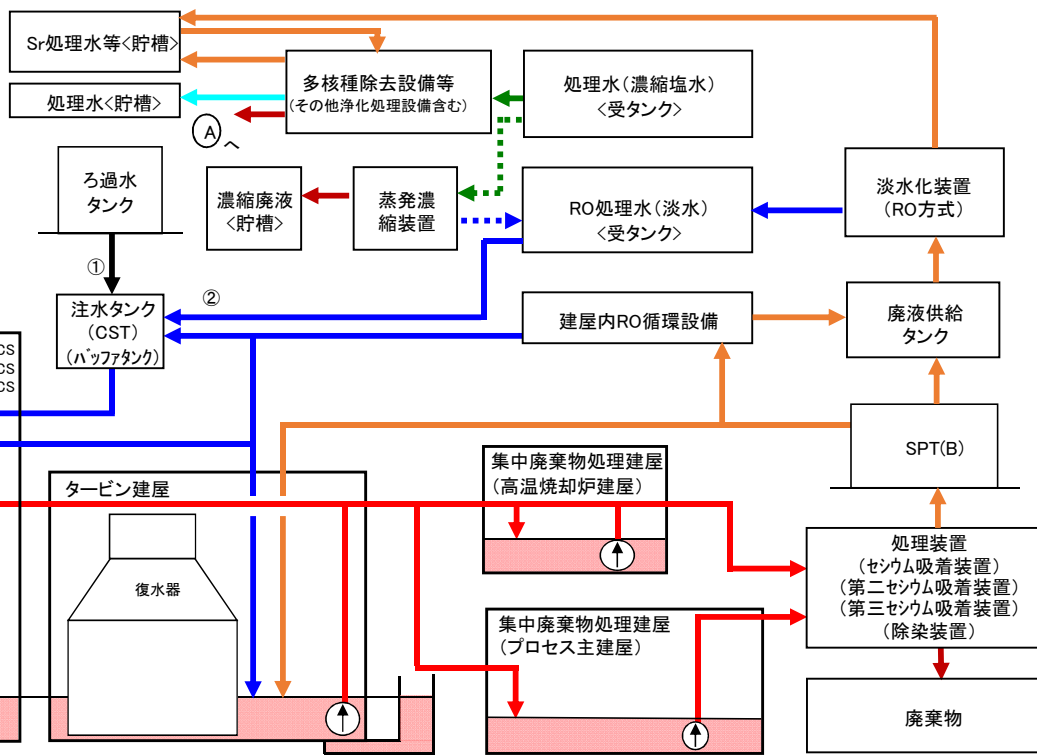 Sr処理水等<貯槽>
処理水<貯槽>
多核種除去設備等
(その他浄化処理設備含む)
処理水(濃縮塩水)
<受タンク>
Aへ
ろ過水
タンク
濃縮廃液
<貯槽>
蒸発濃
縮装置
RO処理水(淡水)
<受タンク>
淡水化装置
(RO方式)
①
②
注水タンク
(CST)
(バッファタンク)
建屋内RO循環設備
廃液供給
タンク
CS
CS
CS
SPT(B)
タービン建屋
復水器
集中廃棄物処理建屋
(高温焼却炉建屋)
集中廃棄物処理建屋
(プロセス主建屋)
処理装置
(セシウム吸着装置)
(第二セシウム吸着装置)
(第三セシウム吸着装置)
(除染装置)
廃棄物